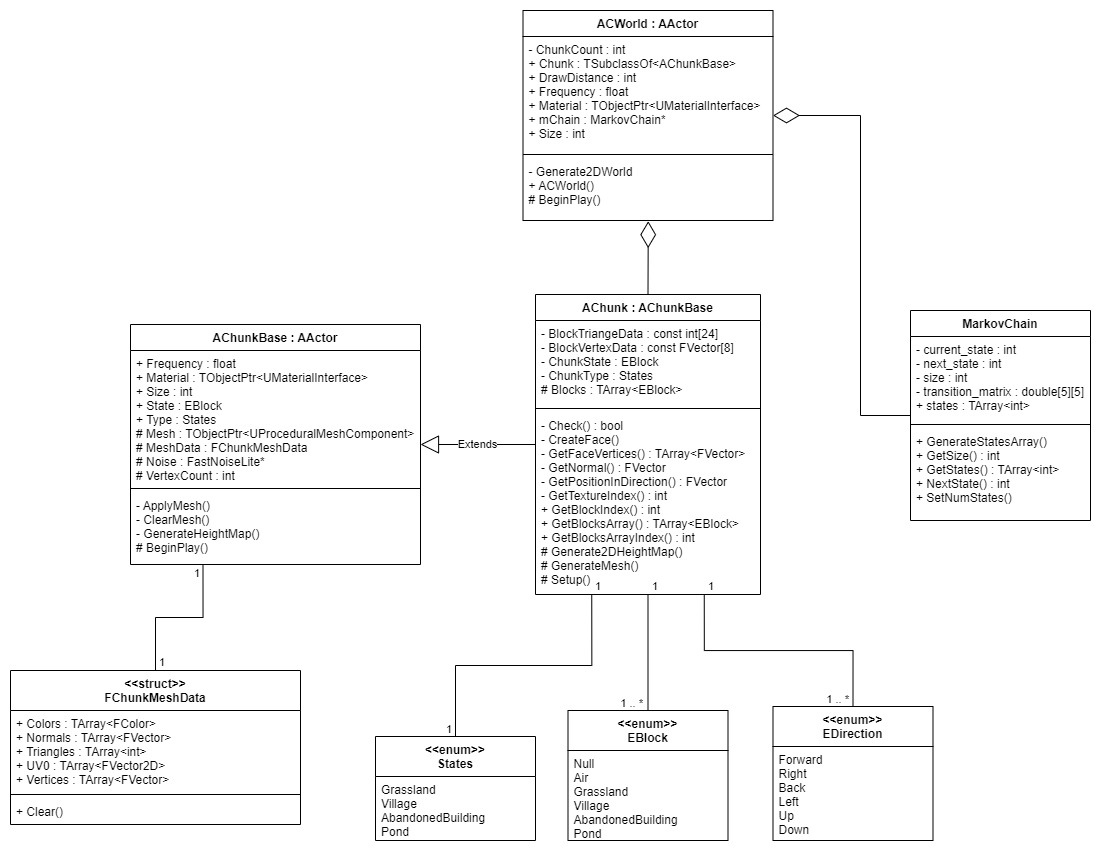 ACWorld : AActor
- ChunkCount : int
+ Chunk : TSubclassOf<AChunkBase>
+ DrawDistance : int
+ Frequency : float
+ Material : TObjectPtr<UMaterialInterface>
+ mChain : MarkovChain*
+ Size : int
- Generate2DWorld
+ ACWorld()
# BeginPlay()
AChunkBase : AActor
+ Frequency : float
+ Material : TObjectPtr<UMaterialInterface>
+ Size : int
+ State : EBlock
+ Type : States
# Mesh : TObjectPtr<UProceduralMeshComponent>
# MeshData : FChunkMeshData
# Noise : FastNoiseLite*
# VertexCount : int
- ApplyMesh()
- ClearMesh()
- GenerateHeightMap()
# BeginPlay()
Extends
AChunk : AChunkBase
- BlockTriangeData : const int[24]
- BlockVertexData : const FVector[8]
- ChunkState : EBlock
- ChunkType : States
# Blocks : TArray<EBlock>
- Check() : bool
- CreateFace()
- GetFaceVertices() : TArray<FVector>
- GetNormal() : FVector
- GetPositionInDirection() : FVector
- GetTextureIndex() : int
+ GetBlockIndex() : int
+ GetBlocksArray() : TArray<EBlock>
+ GetBlocksArrayIndex() : int
# Generate2DHeightMap()
# GenerateMesh()
# Setup()
MarkovChain
- current_state : int
- next_state : int
- size : int
- transition_matrix : double[5][5]
+ states : TArray<int>
+ GenerateStatesArray()
+ GetSize() : int
+ GetStates() : TArray<int>
+ NextState() : int
+ SetNumStates()
1
1
1
1
1
1
1 .. *
1 .. *
<<struct>>
FChunkMeshData
+ Colors : TArray<FColor>
+ Normals : TArray<FVector>
+ Triangles : TArray<int>
+ UV0 : TArray<FVector2D>
+ Vertices : TArray<FVector>
+ Clear()
<<enum>>
States
Grassland
Village
AbandonedBuilding
Pond
<<enum>>
EBlock
Null
Air
Grassland
Village
AbandonedBuilding
Pond
<<enum>>
EDirection
Forward
Right
Back
Left
Up
Down